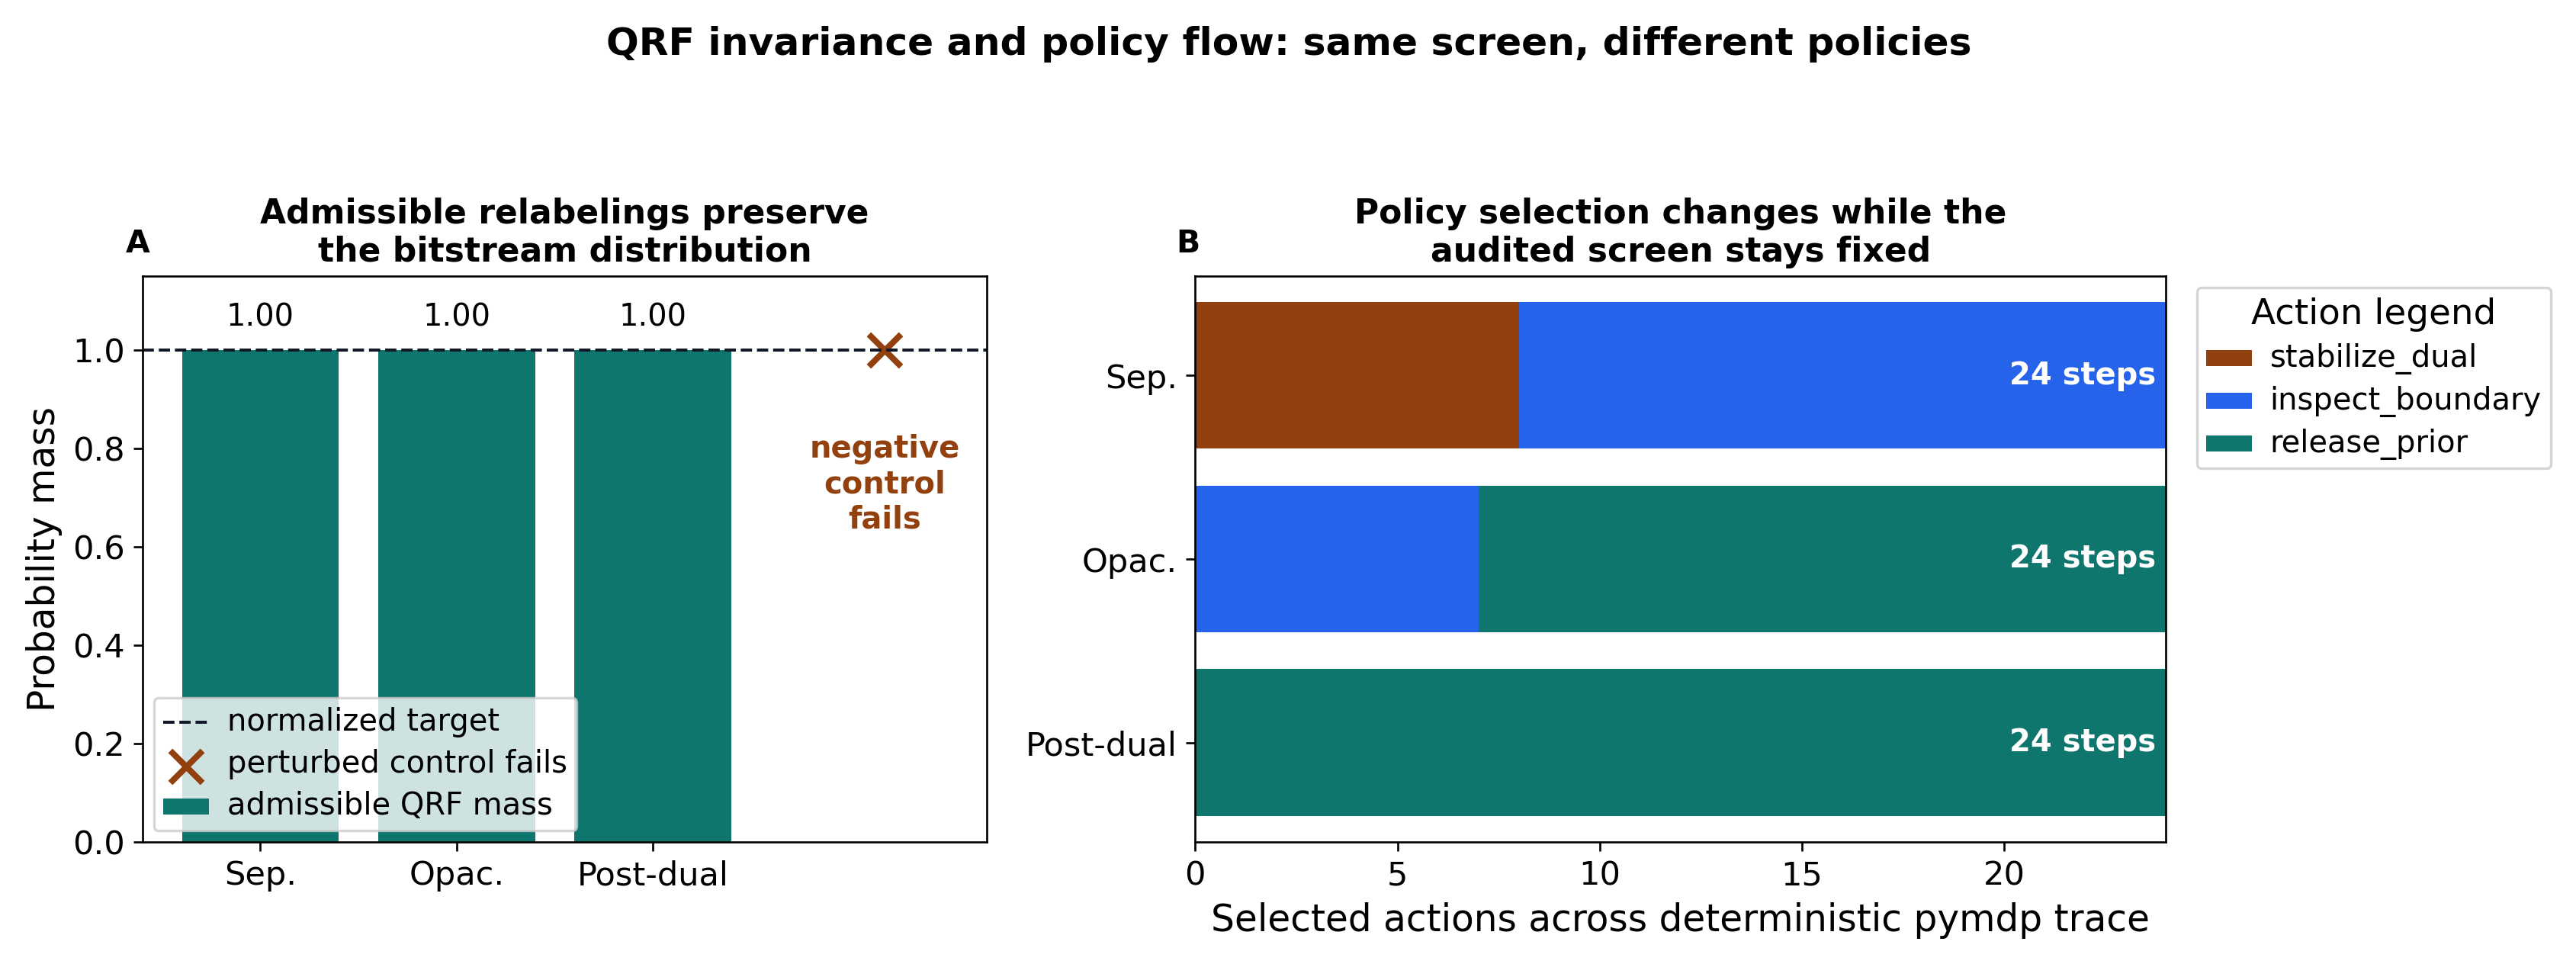 QRF invariance and policy flow: same screen, different policies
A
Admissible relabelings preserve
the bitstream distribution
Probability mass
1.0
0.8
0.6
0.4
0.2
0.0
1.00
1.00
1.00
negative
control
fails
normalized target
perturbed control fails
admissible QRF mass
Sep.
Opac.
Post-dual
B
Policy selection changes while the
audited screen stays fixed
Sep.
24 steps
Opac.
24 steps
Post-dual
24 steps
0
5
10
15
20
Selected actions across deterministic pymdp trace
Action legend
stabilize_dual
inspect_boundary
release_prior